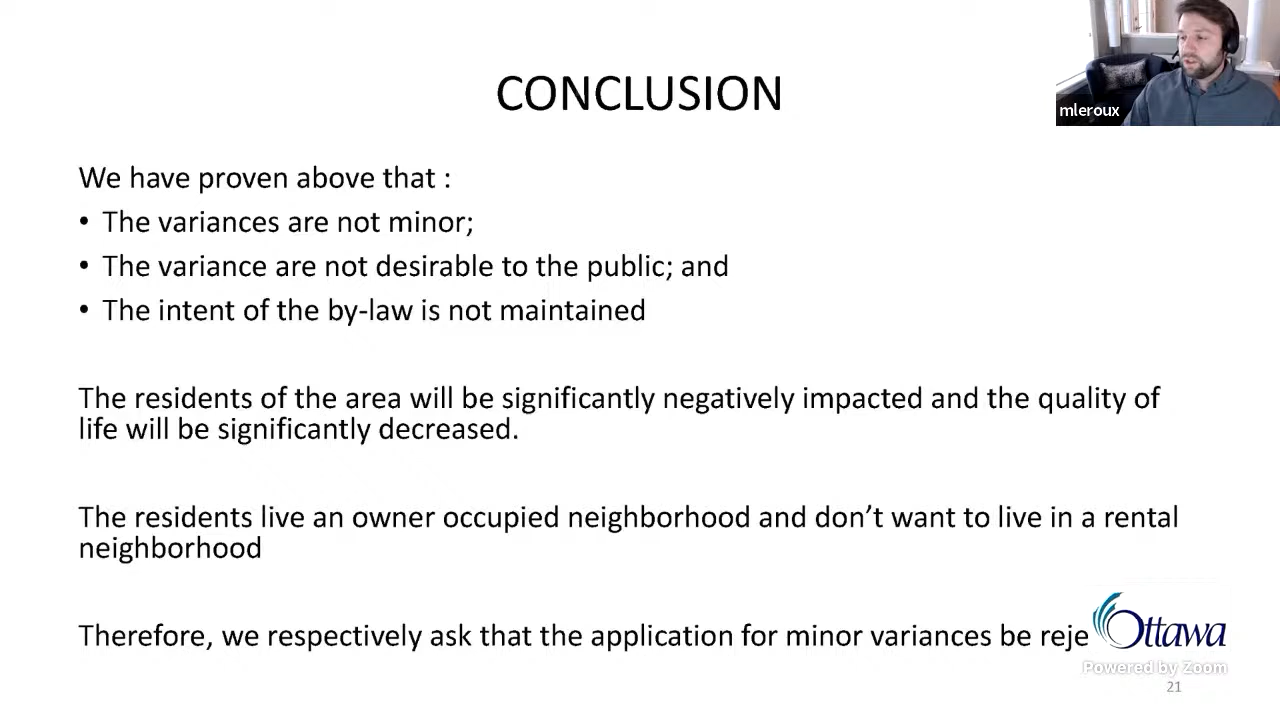 CONCLUSION
mleroux
We have proven above that :
• The variances are not minor;
• The variance are not desirable to the public; and
• The intent of the by-law is not maintained
The residents of the area will be significantly negatively impacted and the quality of
life will be significantly decreased.
The residents live an owner occupied neighborhood and don’t want to live in a rental
neighborhood
Therefore, we respectively ask that the application for minor variances be reje
Ottawa
Powered by Zoom
21